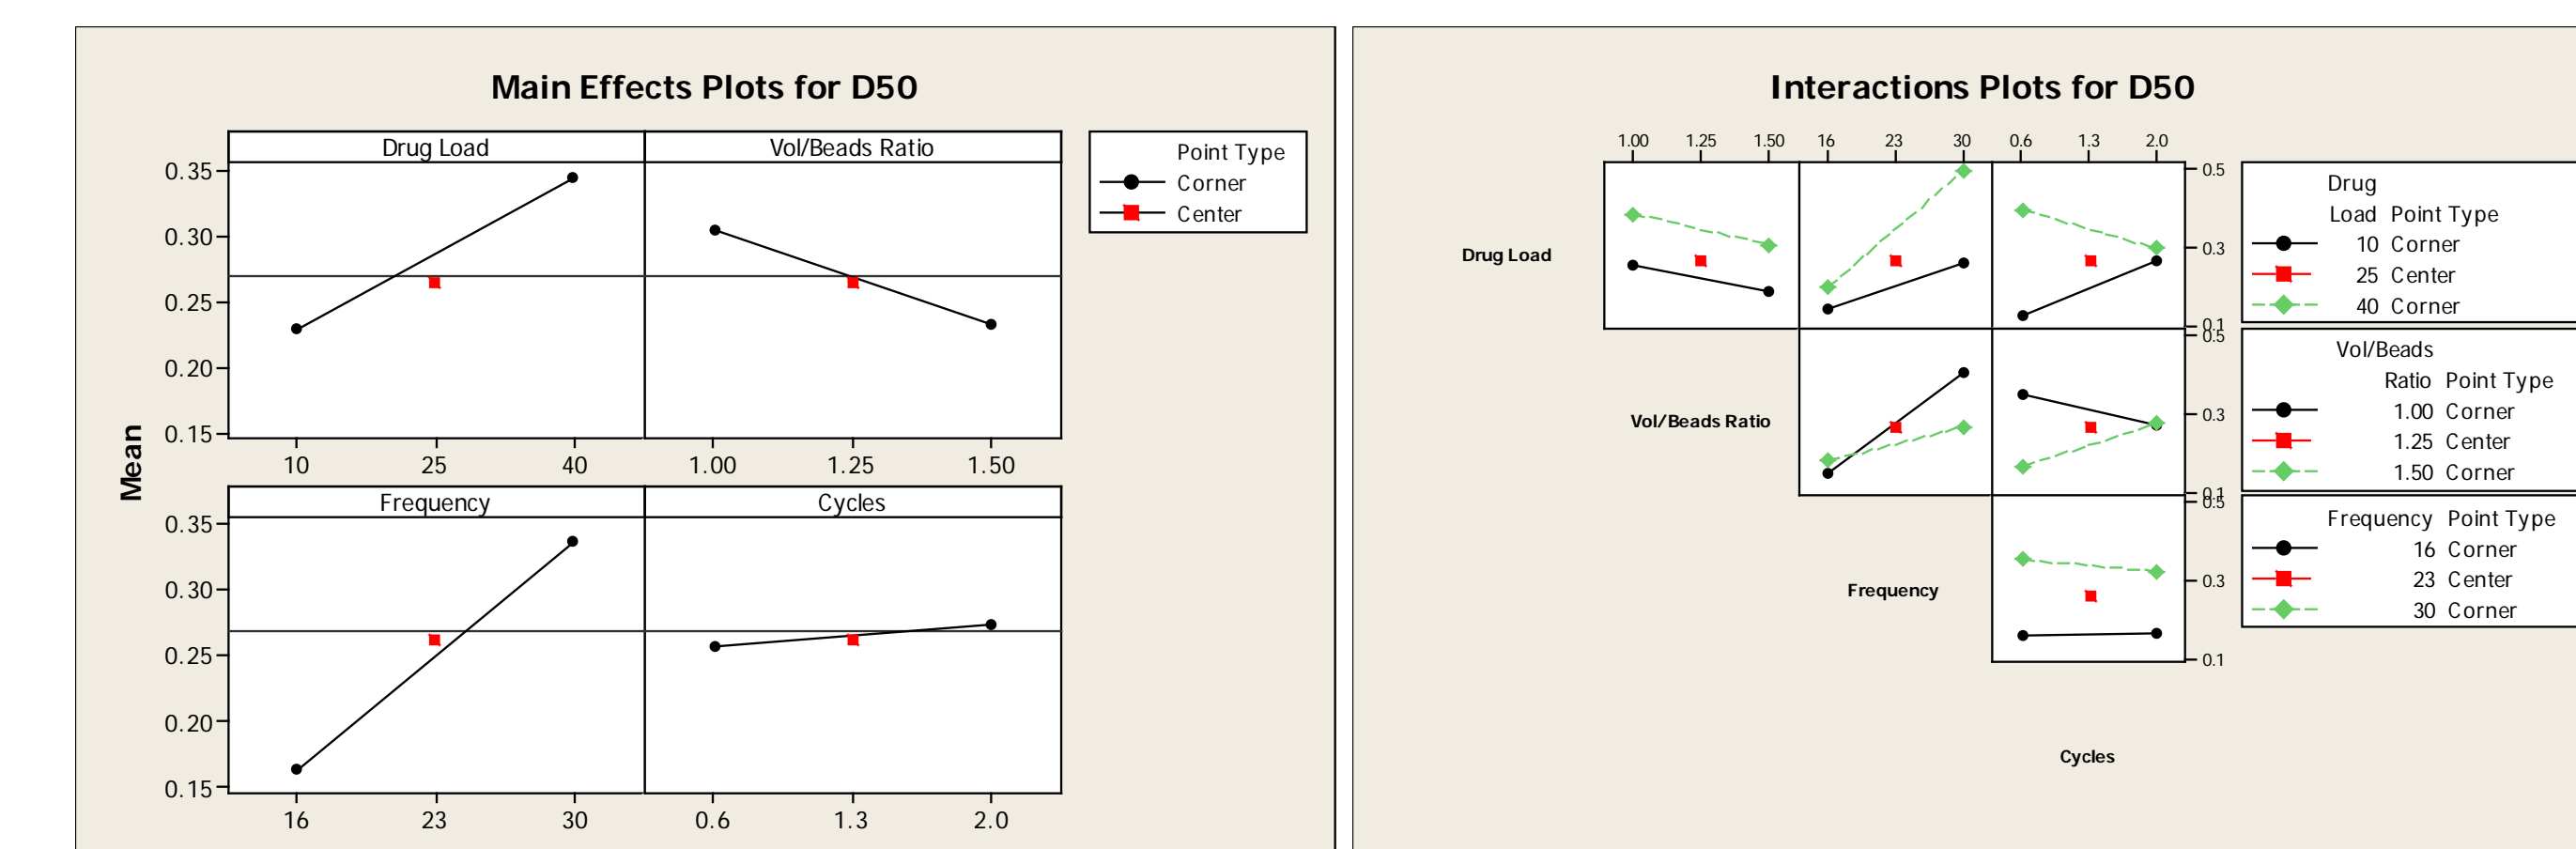 Main Effects Plots for D50
Drug Load Vol/Beads Ratio
0.35
0.30
0.25
0.20
0.15
10 25 40 1.00 1.25 1.50
Point Type
Corner
Center
Mean
Frequency Cycles
0.35
0.30
0.25
0.20
0.15
16 23 30 0.6 1.3 2.0
Interactions Plots for D50
1.00 1.25 1.50 16 23 30 0.6 1.3 2.0
Drug Load
0.5
0.3
0.1
Drug
Load Point Type
10 Corner
25 Center
40 Corner
Vol/Beads Ratio
0.5
0.3
0.1
Vol/Beads
Ratio Point Type
1.00 Corner
1.25 Center
1.50 Corner
Frequency
0.5
0.3
0.1
Frequency Point Type
16 Corner
23 Center
30 Corner
Cycles